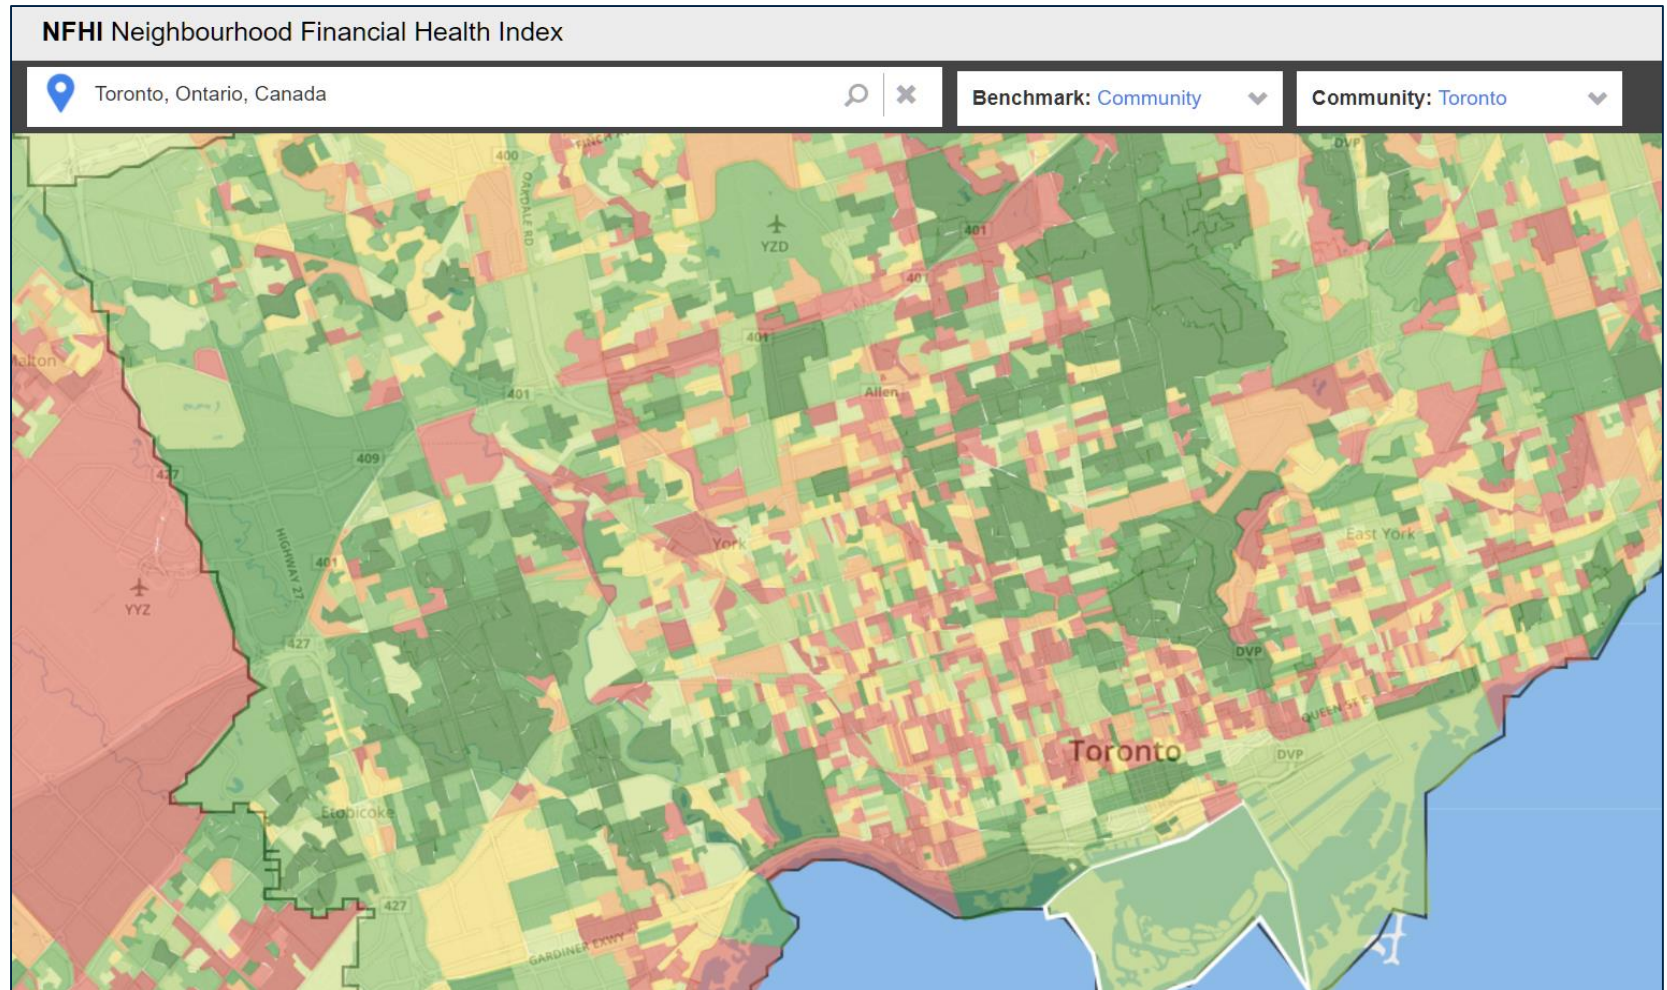 NFHI Neighbourhood Financial Health Index
Toronto, Ontario, Canada
Benchmark: Community
Community: Toronto
400
FINCH
DVP
OAKDALE RD
YZD
401
401
401
Malton
401
Allen
409
427
York
East York
HIGHWAY 27
401
YYZ
427
DVP
QUEEN ST E
Toronto
DVP
Etobicoke
427
GARDINER EXWY